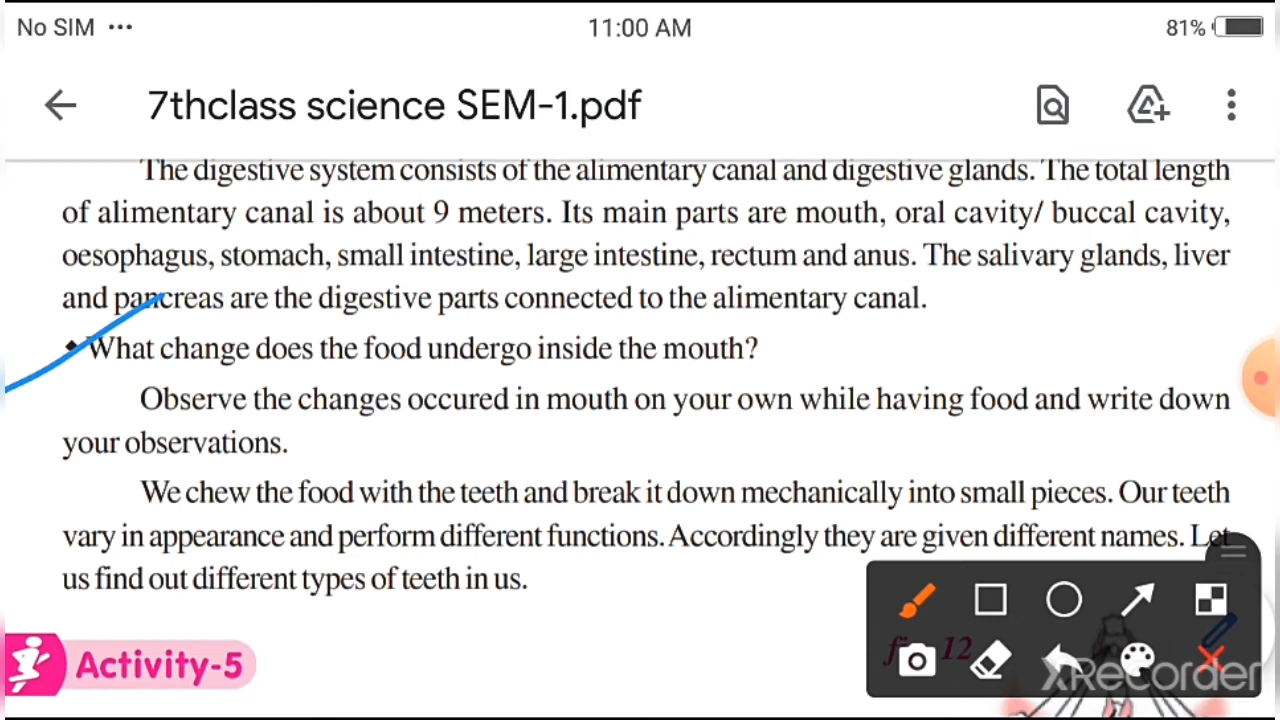 No SIM ···
11:00 AM
81%
7thclass science SEM-1.pdf
The digestive system consists of the alimentary canal and digestive glands. The total length
of alimentary canal is about 9 meters. Its main parts are mouth, oral cavity/ buccal cavity,
oesophagus, stomach, small intestine, large intestine, rectum and anus. The salivary glands, liver
and pancreas are the digestive parts connected to the alimentary canal.
What change does the food undergo inside the mouth?
Observe the changes occured in mouth on your own while having food and write down
your observations.
We chew the food with the teeth and break it down mechanically into small pieces. Our teeth
vary in appearance and perform different functions. Accordingly they are given different names. Let
us find out different types of teeth in us.
Activity-5
12
XRecorder